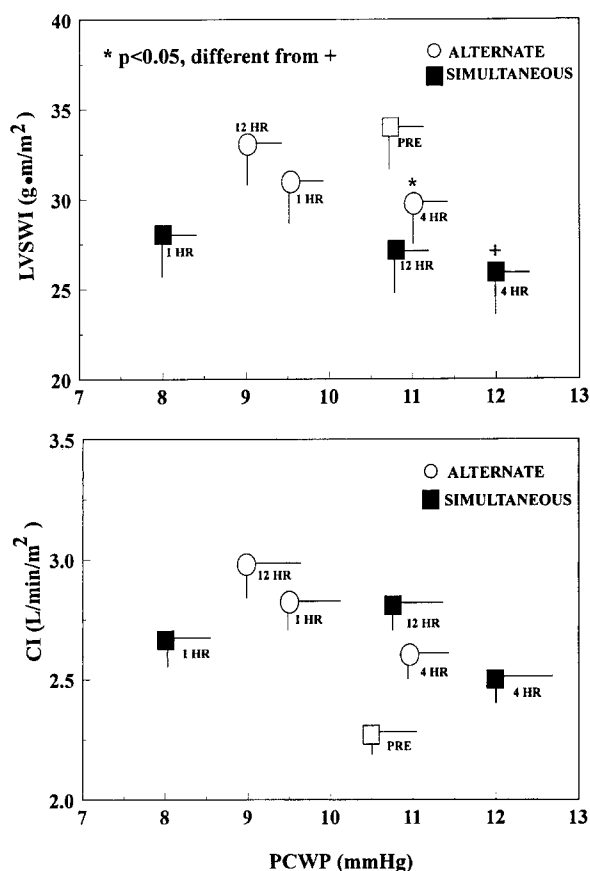 40
* p<0.05, different from +
ALTERNATE
SIMULTANEOUS
35
12 HR
PRE
1 HR
*
4 HR
30
LVSWI (g•m/m²)
1 HR
12 HR
+
4 HR
25
20
7 8 9 10 11 12 13
3.5
ALTERNATE
SIMULTANEOUS
3.0
12 HR
1 HR
12 HR
CI (L/min/m²)
1 HR
4 HR
4 HR
2.5
PRE
2.0
7 8 9 10 11 12 13
PCWP (mmHg)